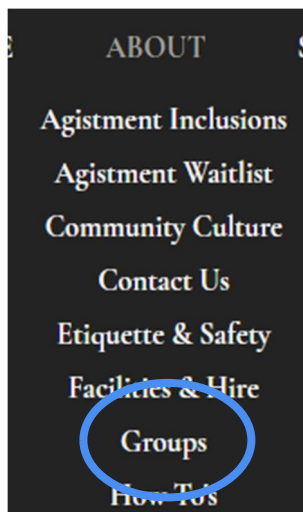 ABOUT
Agistment Inclusions
Agistment Waitlist
Community Culture
Contact Us
Etiquette & Safety
Facilities & Hire
Groups
How To's